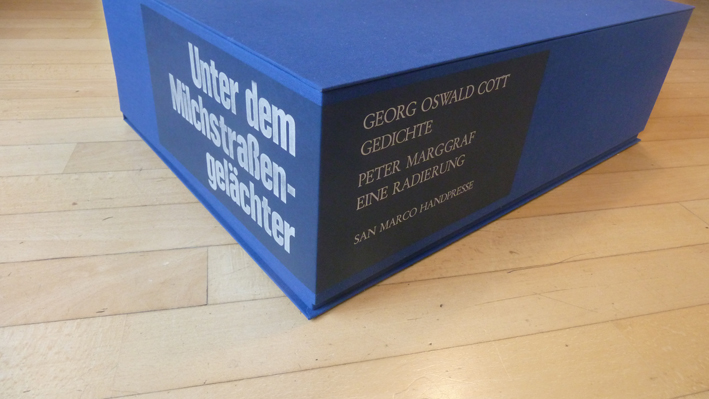 Unter dem
Milchstraßen-
gelächter
GEORG OSWALD COTT
GEDICHTE
PETER MARGGRAF
EINE RADIERUNG
SAN MARCO HANDPRESSE